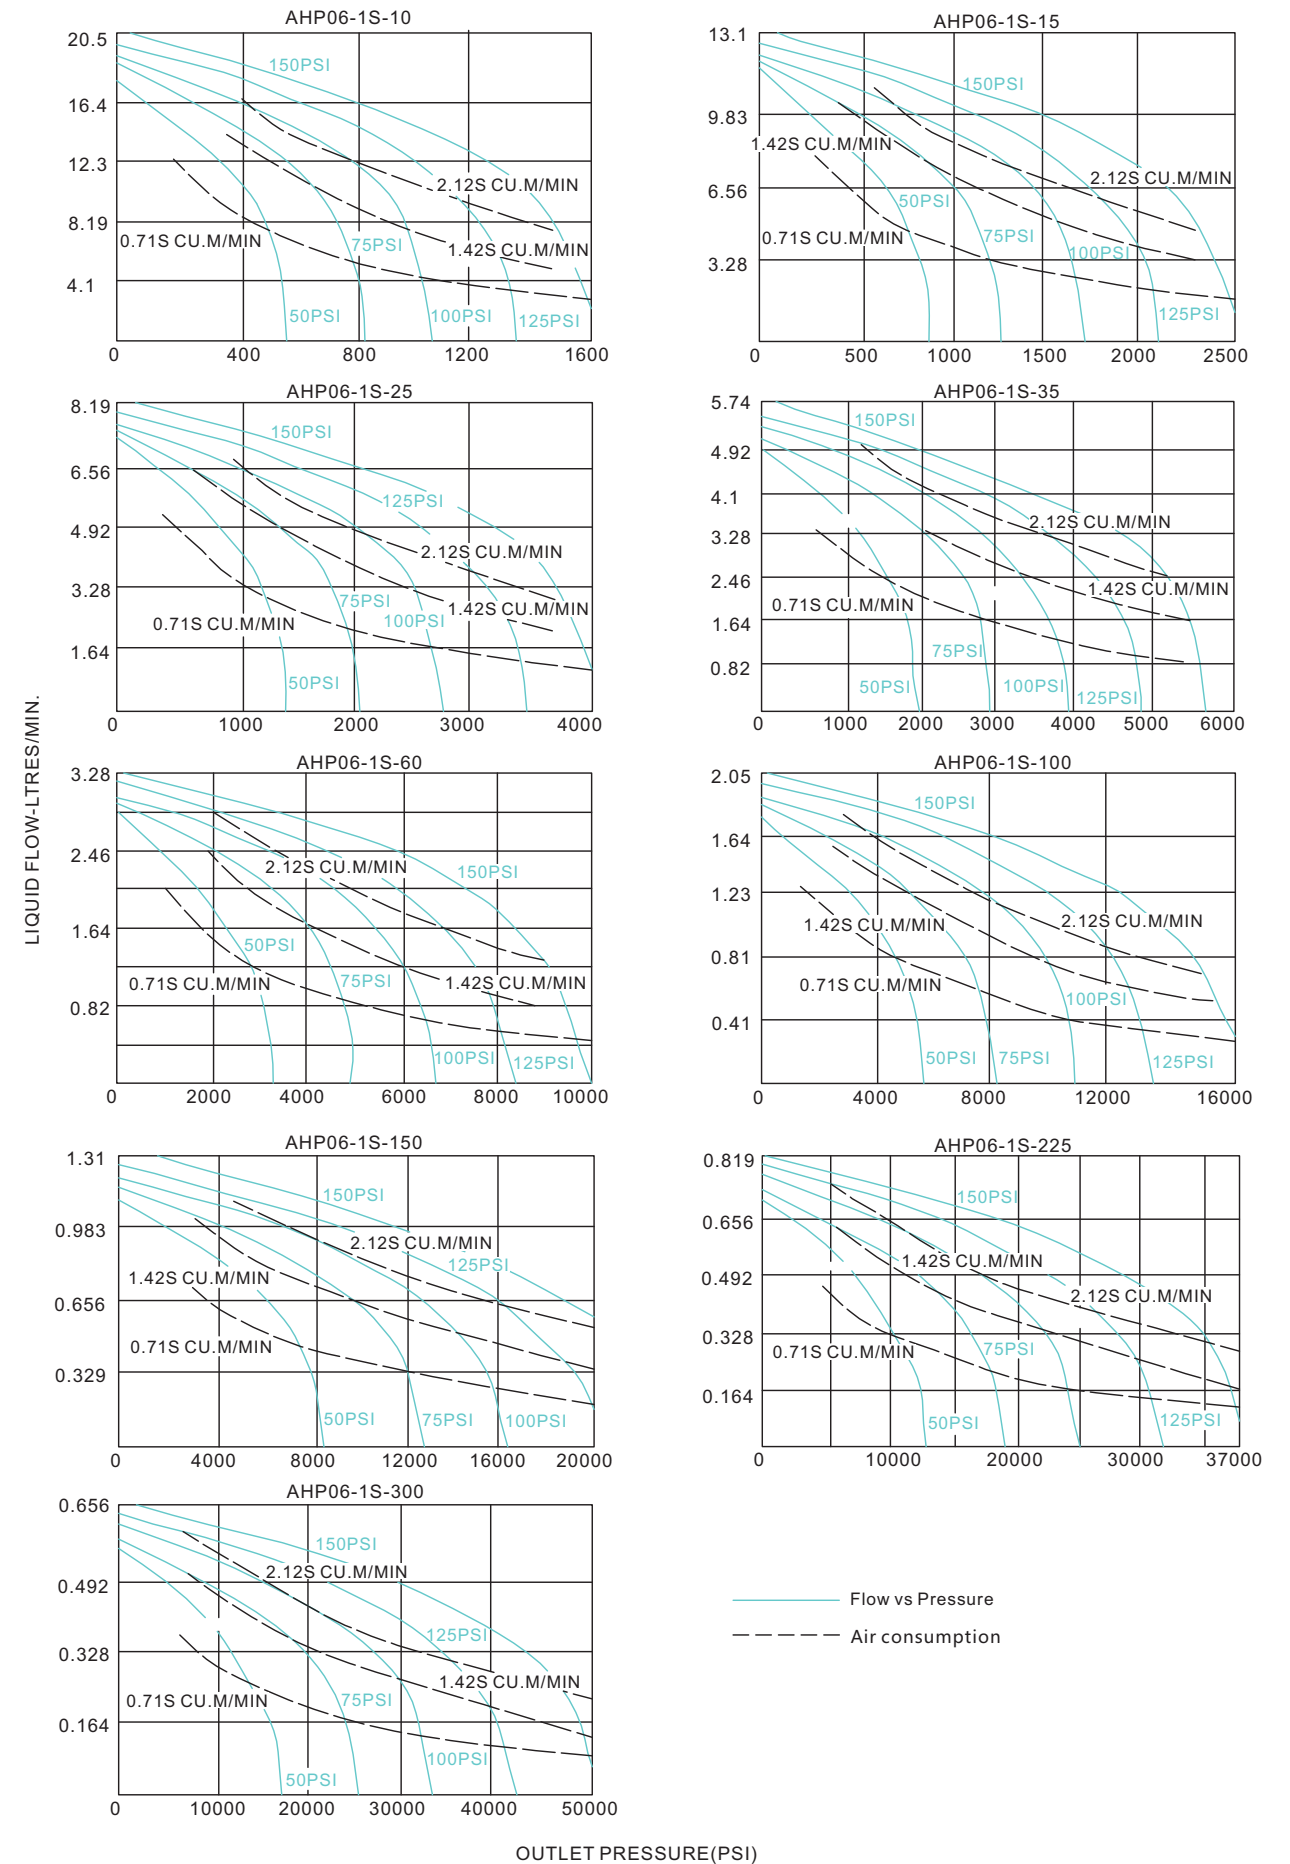 AHP06-1S-10
20.5
16.4
12.3
8.19
4.1
150PSI
2.12S CU.M/MIN
0.71S CU.M/MIN
75PSI
1.42S CU.M/MIN
50PSI
100PSI
125PSI
0 400 800 1200 1600
AHP06-1S-15
13.1
9.83
6.56
3.28
150PSI
1.42S CU.M/MIN
2.12S CU.M/MIN
50PSI
0.71S CU.M/MIN
75PSI
100PSI
125PSI
0 500 1000 1500 2000 2500
AHP06-1S-25
8.19
6.56
4.92
3.28
1.64
150PSI
125PSI
2.12S CU.M/MIN
75PSI
1.42S CU.M/MIN
0.71S CU.M/MIN
100PSI
50PSI
0 1000 2000 3000 4000
AHP06-1S-35
5.74
4.92
4.1
3.28
2.46
1.64
0.82
150PSI
2.12S CU.M/MIN
1.42S CU.M/MIN
0.71S CU.M/MIN
75PSI
50PSI
100PSI
125PSI
0 1000 2000 3000 4000 5000 6000
LIQUID FLOW-LTRES/MIN.
AHP06-1S-60
3.28
2.46
1.64
0.82
2.12S CU.M/MIN
150PSI
50PSI
0.71S CU.M/MIN
75PSI
1.42S CU.M/MIN
100PSI
125PSI
0 2000 4000 6000 8000 10000
AHP06-1S-100
2.05
1.64
1.23
0.81
0.41
150PSI
1.42S CU.M/MIN
2.12S CU.M/MIN
0.71S CU.M/MIN
100PSI
50PSI
75PSI
125PSI
0 4000 8000 12000 16000
AHP06-1S-150
1.31
0.983
0.656
0.329
150PSI
2.12S CU.M/MIN
125PSI
1.42S CU.M/MIN
0.71S CU.M/MIN
50PSI
75PSI
100PSI
0 4000 8000 12000 16000 20000
AHP06-1S-225
0.819
0.656
0.492
0.328
0.164
150PSI
1.42S CU.M/MIN
2.12S CU.M/MIN
0.71S CU.M/MIN
75PSI
50PSI
125PSI
0 10000 20000 30000 37000
AHP06-1S-300
0.656
0.492
0.328
0.164
150PSI
2.12S CU.M/MIN
125PSI
1.42S CU.M/MIN
0.71S CU.M/MIN
75PSI
100PSI
50PSI
0 10000 20000 30000 40000 50000
Flow vs Pressure
Air consumption
OUTLET PRESSURE(PSI)